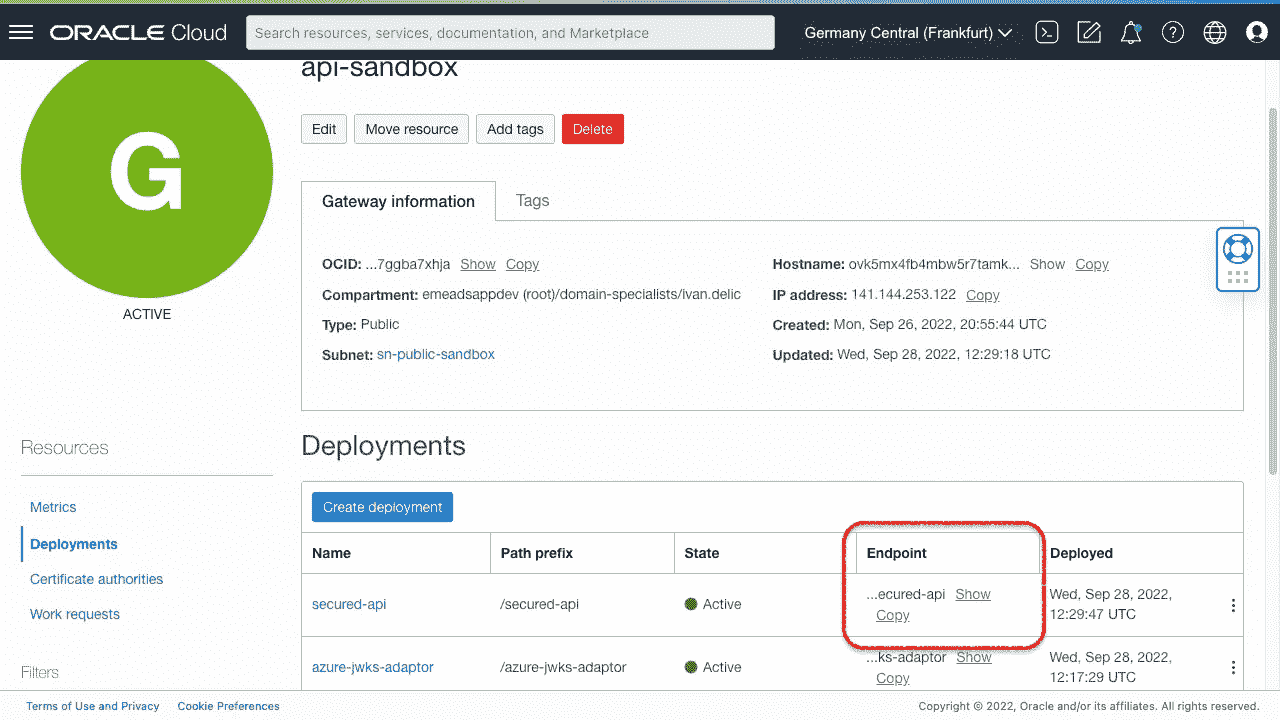 ORACLE Cloud
Search resources, services, documentation, and Marketplace
Germany Central (Frankfurt)
api-sandbox
G
ACTIVE
Edit
Move resource
Add tags
Delete
Gateway information
Tags
OCID: ...7ggba7xhja Show Copy
Compartment: emeadsappdev (root)/domain-specialists/ivan.delic
Type: Public
Subnet: sn-public-sandbox
Hostname: ovk5mx4fb4mbw5r7tamk... Show Copy
IP address: 141.144.253.122 Copy
Created: Mon, Sep 26, 2022, 20:55:44 UTC
Updated: Wed, Sep 28, 2022, 12:29:18 UTC
Resources
Metrics
Deployments
Certificate authorities
Work requests
Filters
Deployments
Create deployment
Name Path prefix State Endpoint Deployed
secured-api /secured-api Active ...ecured-api Show Wed, Sep 28, 2022,
Copy 12:29:47 UTC
azure-jwks-adaptor /azure-jwks-adaptor Active ...ks-adaptor Show Wed, Sep 28, 2022,
Copy 12:17:29 UTC
Terms of Use and Privacy Cookie Preferences
Copyright © 2022, Oracle and/or its affiliates. All rights reserved.